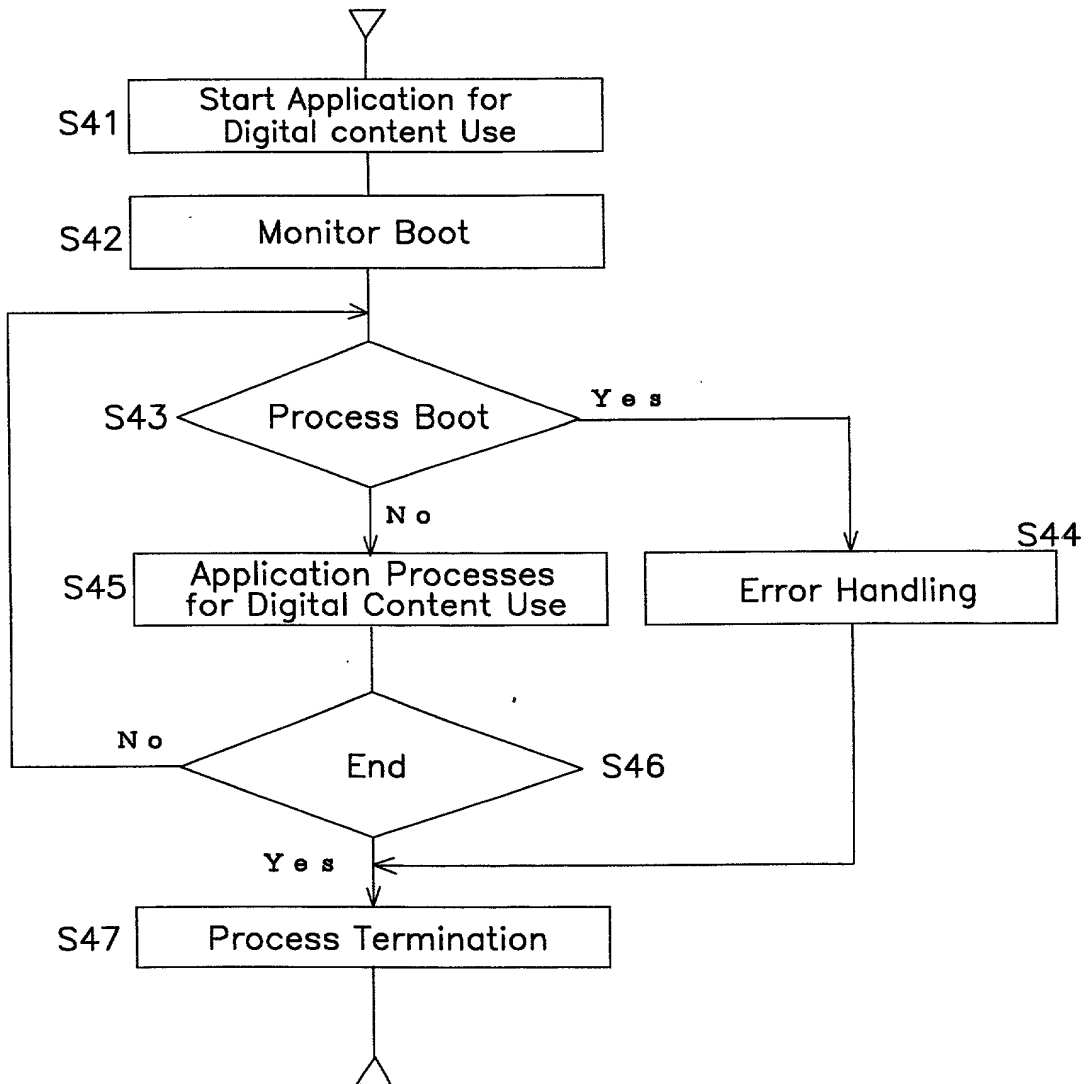 S41
Start Application for
Digital content Use
S42
Monitor Boot
S43
Process Boot
Yes
No
S44
Error Handling
S45
Application Processes
for Digital Content Use
No
End
S46
Yes
S47
Process Termination